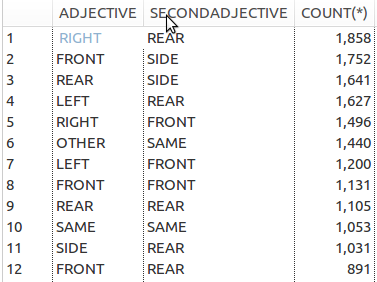 ADJECTIVE SECONDADJECTIVE COUNT(*)
1 RIGHT REAR 1,858
2 FRONT SIDE 1,752
3 REAR SIDE 1,641
4 LEFT REAR 1,627
5 RIGHT FRONT 1,496
6 OTHER SAME 1,440
7 LEFT FRONT 1,200
8 FRONT FRONT 1,131
9 REAR REAR 1,105
10 SAME SAME 1,053
11 SIDE REAR 1,031
12 FRONT REAR 891